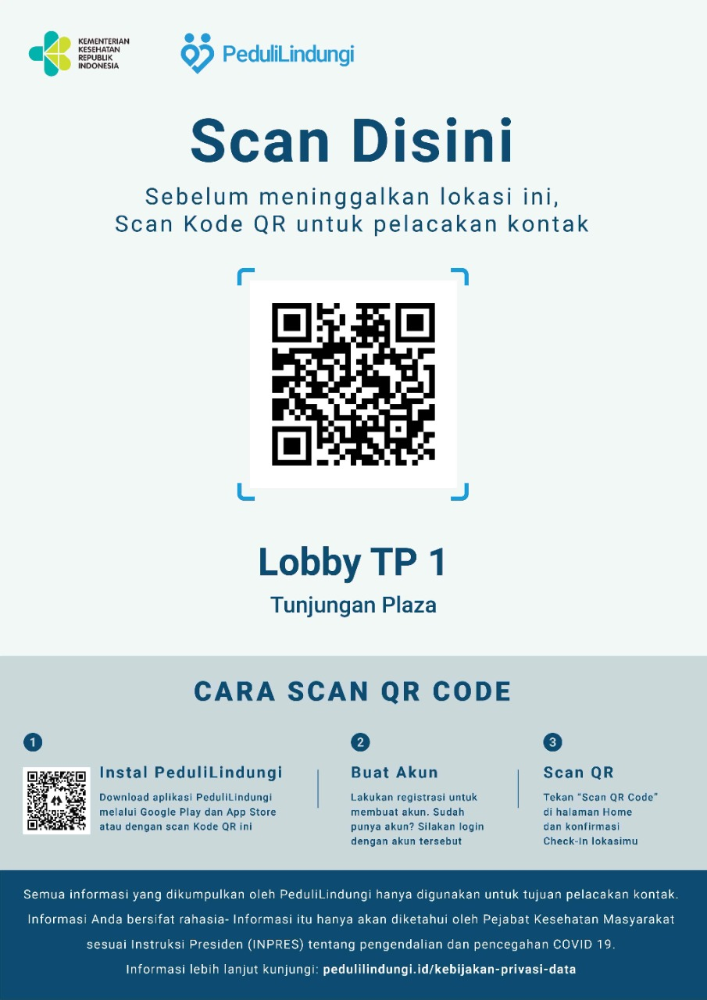 KEMENTERIAN
KESEHATAN
REPUBLIK
INDONESIA
PeduliLindungi
Scan Disini
Sebelum meninggalkan lokasi ini,
Scan Kode QR untuk pelacakan kontak
Lobby TP 1
Tunjungan Plaza
CARA SCAN QR CODE
1
Instal PeduliLindungi
Download aplikasi PeduliLindungi
melalui Google Play dan App Store
atau dengan scan Kode QR ini
2
Buat Akun
Lakukan registrasi untuk
membuat akun. Sudah
punya akun? Silakan login
dengan akun tersebut
3
Scan QR
Tekan “Scan QR Code”
di halaman Home
dan konfirmasi
Check-In lokasimu
Semua informasi yang dikumpulkan oleh PeduliLindungi hanya digunakan untuk tujuan pelacakan kontak.
Informasi Anda bersifat rahasia- Informasi itu hanya akan diketahui oleh Pejabat Kesehatan Masyarakat
sesuai Instruksi Presiden (INPRES) tentang pengendalian dan pencegahan COVID 19.
Informasi lebih lanjut kunjungi: pedulilindungi.id/kebijakan-privasi-data